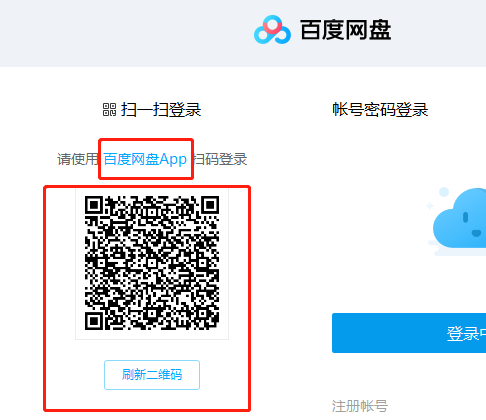 百度网盘
扫一扫登录
请使用 百度网盘App 扫码登录
刷新二维码
帐号密码登录
登录中
注册帐号